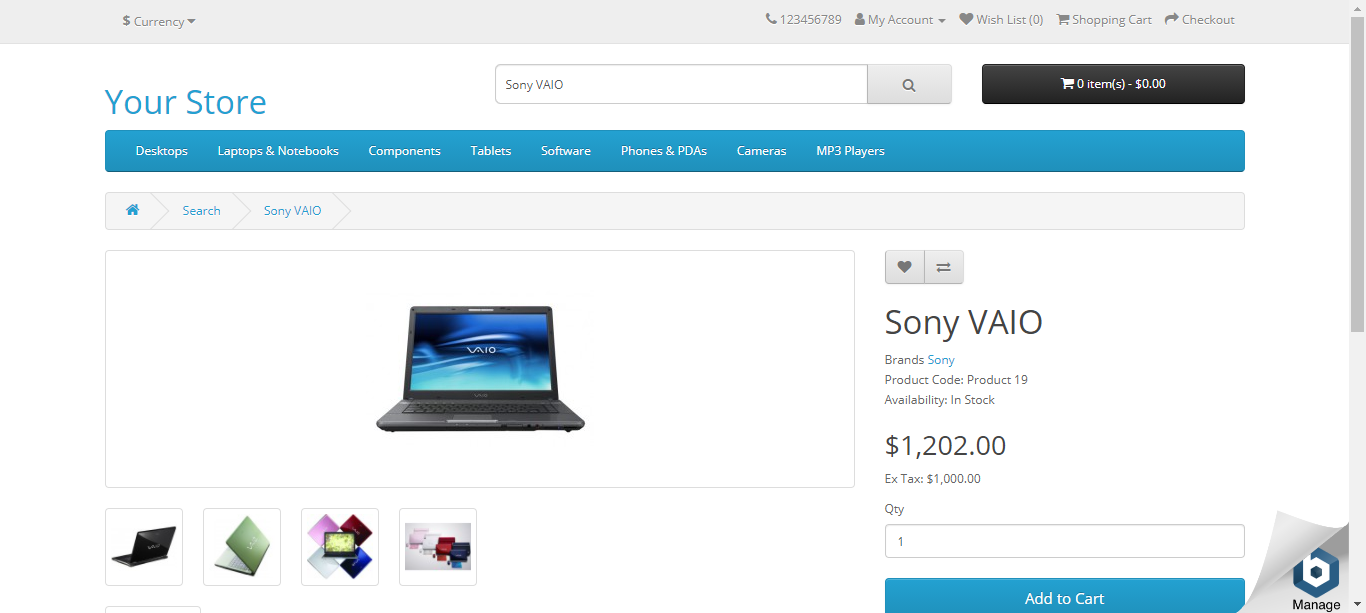 $ Currency
123456789 My Account Wish List (0) Shopping Cart Checkout
Your Store
Sony VAIO
0 item(s) - $0.00
Desktops Laptops & Notebooks Components Tablets Software Phones & PDAs Cameras MP3 Players
Search Sony VAIO
VAIO
Sony VAIO
Brands Sony
Product Code: Product 19
Availability: In Stock
$1,202.00
Ex Tax: $1,000.00
Qty
1
Add to Cart
b
Manage